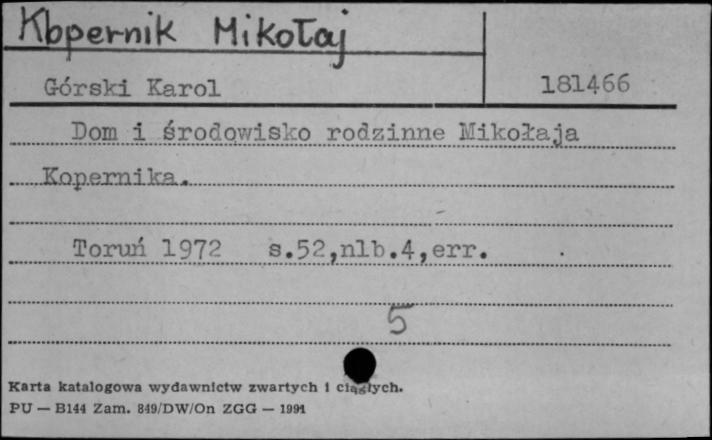 Kopernik Mikołaj
Górski Karol 181466
Dom i środowisko rodzinne Mikołaja
Kopernika.
Toruń 1972 s.52,nlb.4,err.
5
Karta katalogowa wydawnictw zwartych i ciągłych.
PU — B144 Zam. 849/DW/On ZGG — 1991